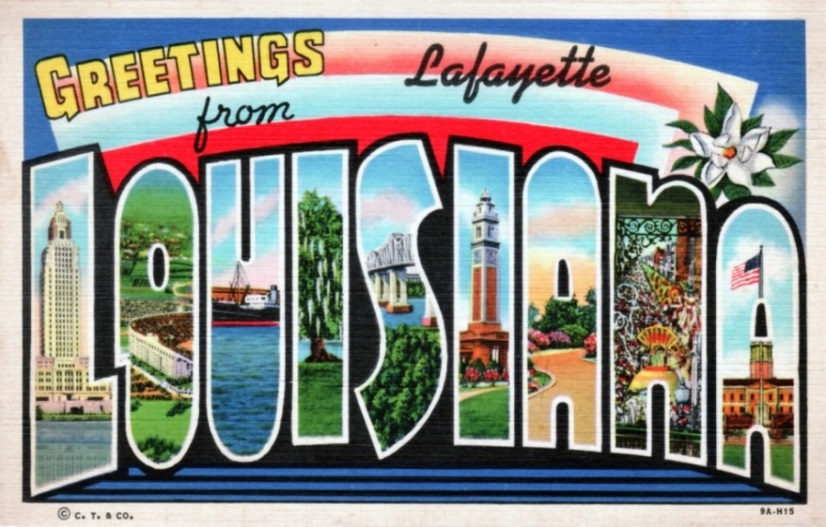 GREETINGS
from
Lafayette
LOUISIANA
© C. T. & CO.
9A-H15